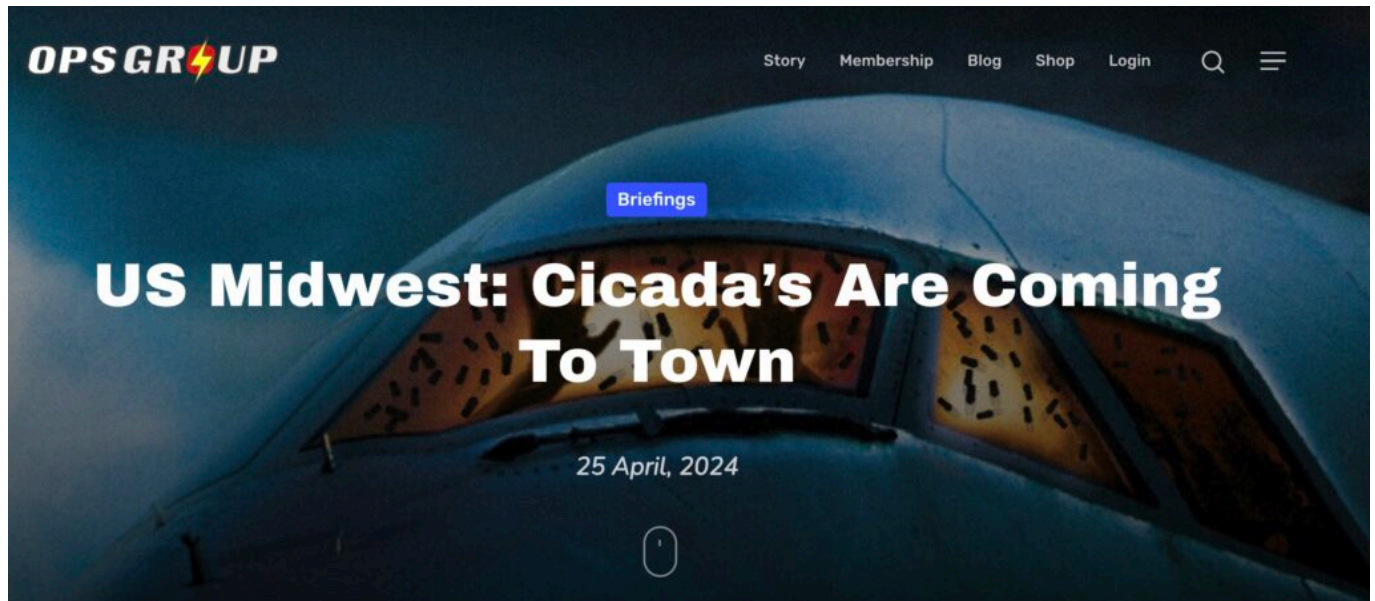 OPSGROUP
Story Membership Blog Shop Login
Briefings
US Midwest: Cicada’s Are Coming
To Town
25 April, 2024